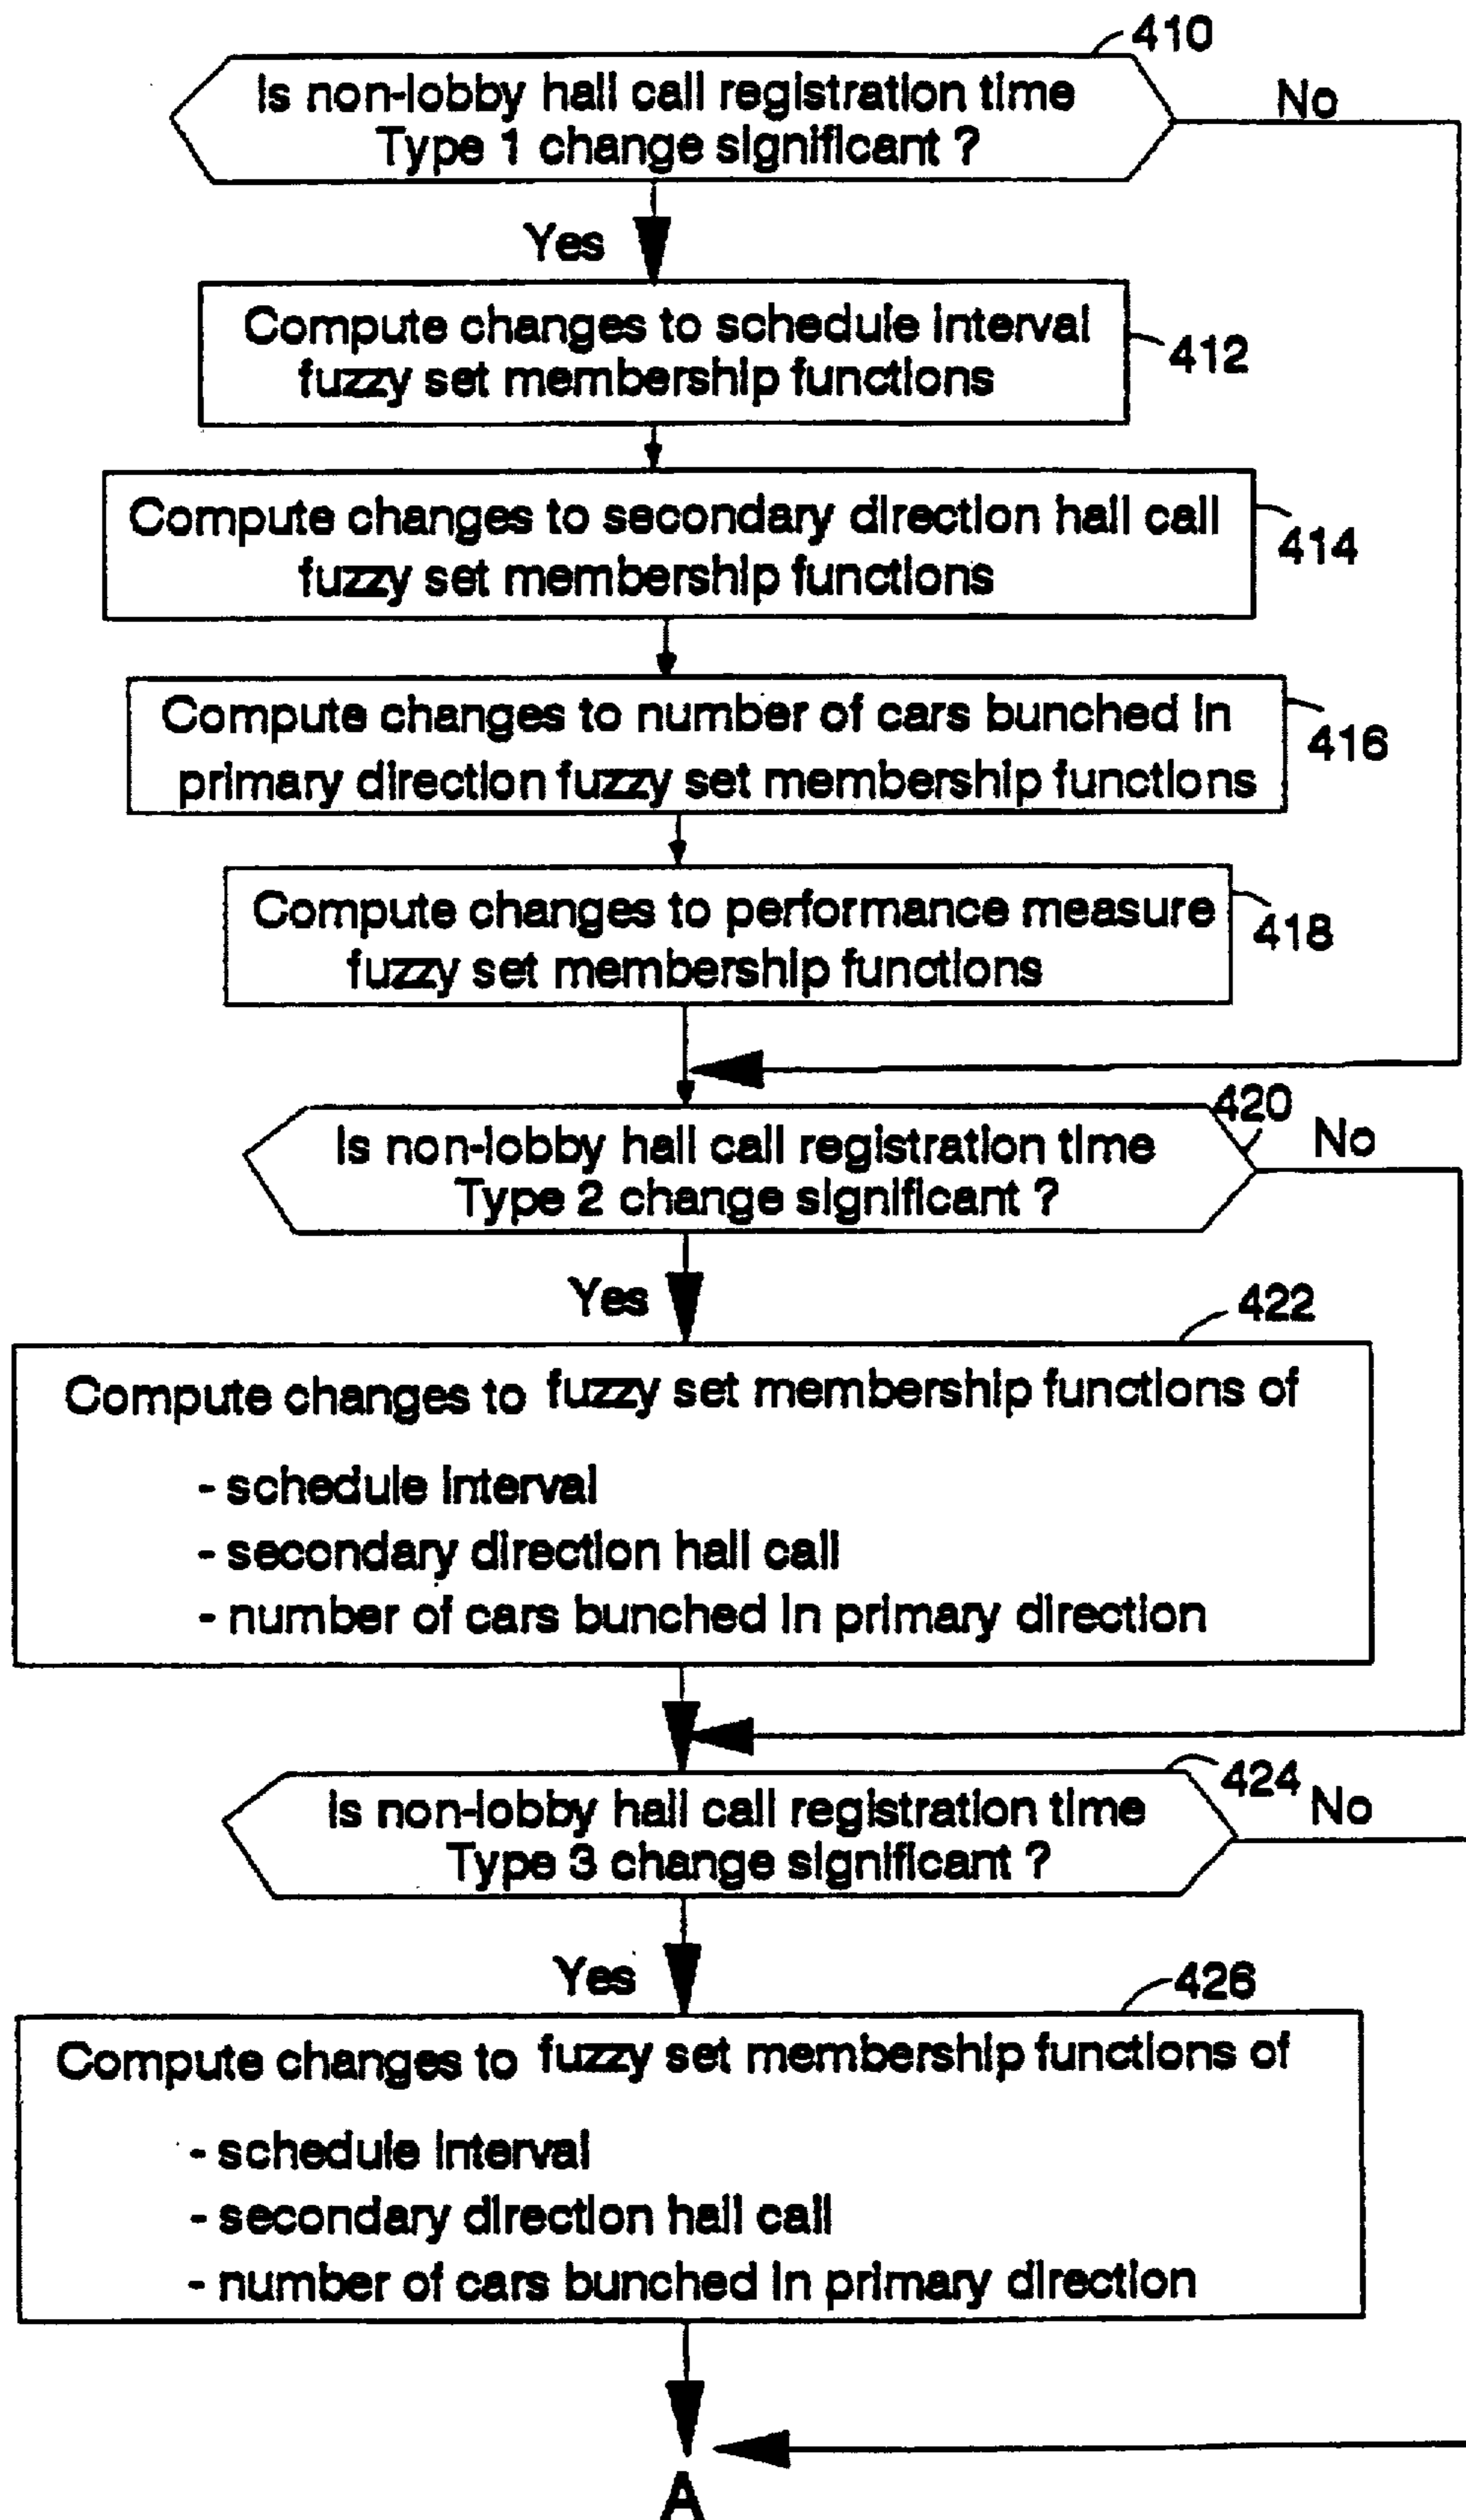 410
Is non-lobby hall call registration time
Type 1 change significant ?
No
Yes
Compute changes to schedule interval
fuzzy set membership functions
412
Compute changes to secondary direction hall call
fuzzy set membership functions
414
Compute changes to number of cars bunched in
primary direction fuzzy set membership functions
416
Compute changes to performance measure
fuzzy set membership functions
418
420
Is non-lobby hall call registration time
Type 2 change significant ?
No
Yes
422
Compute changes to fuzzy set membership functions of
- schedule interval
- secondary direction hall call
- number of cars bunched in primary direction
424
Is non-lobby hall call registration time
Type 3 change significant ?
No
Yes
426
Compute changes to fuzzy set membership functions of
- schedule interval
- secondary direction hall call
- number of cars bunched in primary direction
A